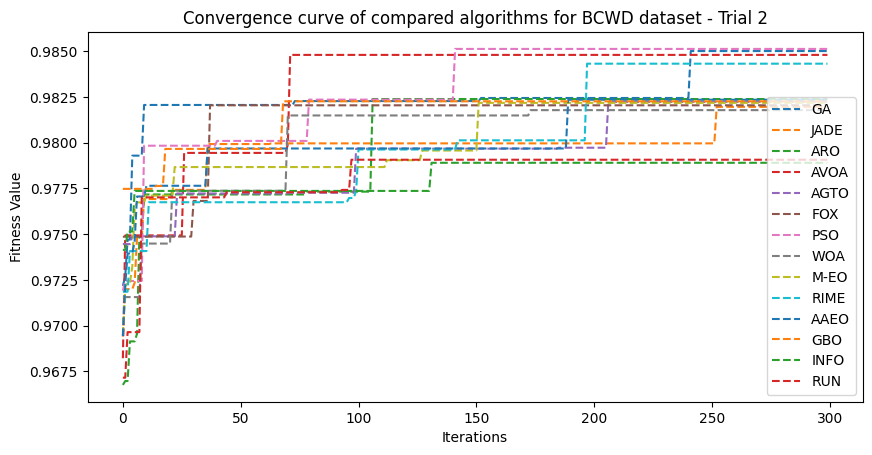 Convergence curve of compared algorithms for BCWD dataset - Trial 2
Fitness Value
0.9850
0.9825
0.9800
0.9775
0.9750
0.9725
0.9700
0.9675
0
50
100
150
200
250
300
Iterations
GA
JADE
ARO
AVOA
AGTO
FOX
PSO
WOA
M-EO
RIME
AAEO
GBO
INFO
RUN